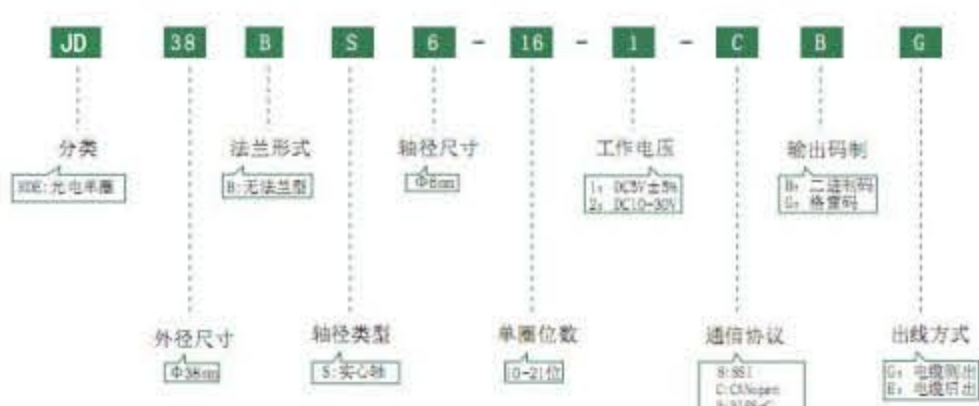 JD 38 B S 6 - 16 - 1 - C B G
分类
法兰形式
轴径尺寸
工作电压
输出码制
光电单圈
B:无法兰型
Φ6mm
1: DC5V±5%
2: DC10-30V
B: 二进制码
G: 格雷码
外径尺寸
轴径类型
单圈位数
通信协议
出线方式
Φ38mm
S:实心轴
10-21位
S:SSI
C:CANopen
G: 电缆侧出
E: 电缆后出